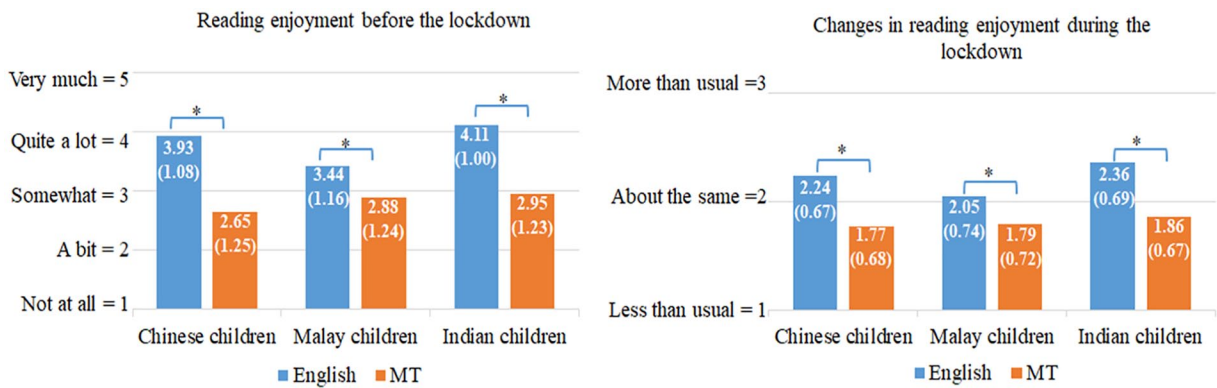 Reading enjoyment before the lockdown
Very much = 5
Quite a lot = 4
Somewhat = 3
A bit = 2
Not at all = 1
*
3.93
(1.08)
2.65
(1.25)
*
3.44
(1.16)
2.88
(1.24)
*
4.11
(1.00)
2.95
(1.23)
Chinese children Malay children Indian children
English MT
Changes in reading enjoyment during the
lockdown
More than usual =3
About the same =2
Less than usual = 1
*
2.24
(0.67)
1.77
(0.68)
*
2.05
(0.74)
1.79
(0.72)
*
2.36
(0.69)
1.86
(0.67)
Chinese children Malay children Indian children
English MT